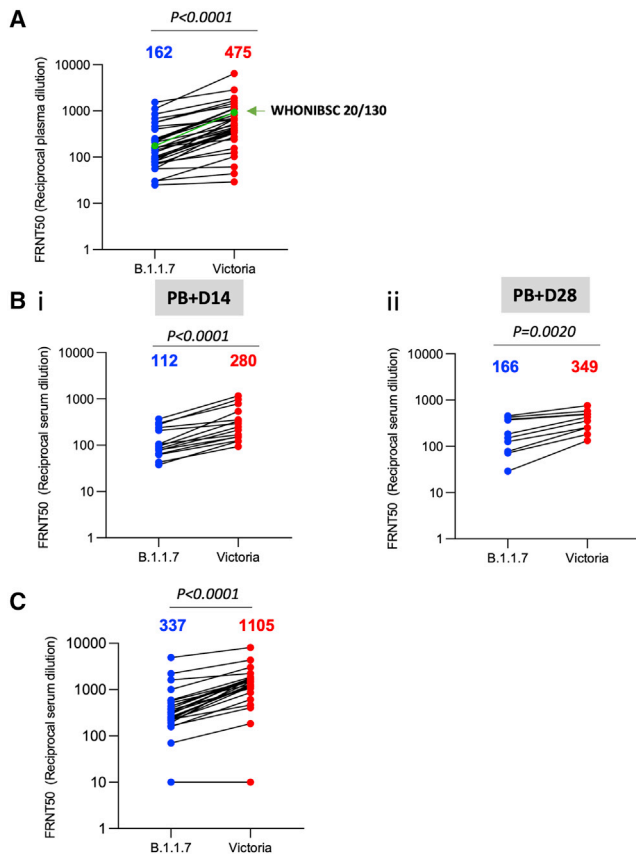 A
P<0.0001
162 475
10000
1000
100
10
1
FRNT50 (Reciprocal plasma dilution)
WHONIBSC 20/130
B.1.1.7 Victoria
B i
PB+D14
P<0.0001
112 280
10000
1000
100
10
1
FRNT50 (Reciprocal serum dilution)
B.1.1.7 Victoria
ii
PB+D28
P=0.0020
166 349
10000
1000
100
10
1
FRNT50 (Reciprocal serum dilution)
B.1.1.7 Victoria
C
P<0.0001
337 1105
10000
1000
100
10
1
FRNT50 (Reciprocal serum dilution)
B.1.1.7 Victoria